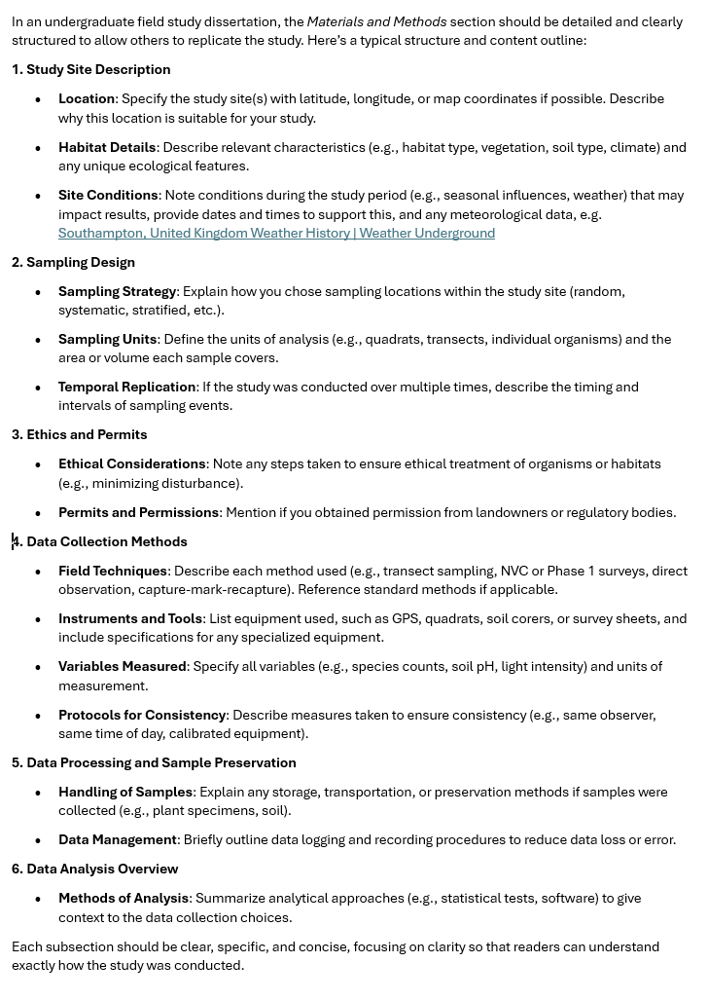 In an undergraduate field study dissertation, the Materials and Methods section should be detailed and clearly
structured to allow others to replicate the study. Here's a typical structure and content outline:
1. Study Site Description
• Location: Specify the study site(s) with latitude, longitude, or map coordinates if possible. Describe
why this location is suitable for your study.
• Habitat Details: Describe relevant characteristics (e.g., habitat type, vegetation, soil type, climate) and
any unique ecological features.
• Site Conditions: Note conditions during the study period (e.g., seasonal influences, weather) that may
impact results, provide dates and times to support this, and any meteorological data, e.g.
Southampton, United Kingdom Weather History | Weather Underground
2. Sampling Design
• Sampling Strategy: Explain how you chose sampling locations within the study site (random,
systematic, stratified, etc.).
• Sampling Units: Define the units of analysis (e.g., quadrats, transects, individual organisms) and the
area or volume each sample covers.
• Temporal Replication: If the study was conducted over multiple times, describe the timing and
intervals of sampling events.
3. Ethics and Permits
• Ethical Considerations: Note any steps taken to ensure ethical treatment of organisms or habitats
(e.g., minimizing disturbance).
• Permits and Permissions: Mention if you obtained permission from landowners or regulatory bodies.
4. Data Collection Methods
• Field Techniques: Describe each method used (e.g., transect sampling, NVC or Phase 1 surveys, direct
observation, capture-mark-recapture). Reference standard methods if applicable.
• Instruments and Tools: List equipment used, such as GPS, quadrats, soil corers, or survey sheets, and
include specifications for any specialized equipment.
• Variables Measured: Specify all variables (e.g., species counts, soil pH, light intensity) and units of
measurement.
• Protocols for Consistency: Describe measures taken to ensure consistency (e.g., same observer,
same time of day, calibrated equipment).
5. Data Processing and Sample Preservation
• Handling of Samples: Explain any storage, transportation, or preservation methods if samples were
collected (e.g., plant specimens, soil).
• Data Management: Briefly outline data logging and recording procedures to reduce data loss or error.
6. Data Analysis Overview
• Methods of Analysis: Summarize analytical approaches (e.g., statistical tests, software) to give
context to the data collection choices.
Each subsection should be clear, specific, and concise, focusing on clarity so that readers can understand
exactly how the study was conducted.